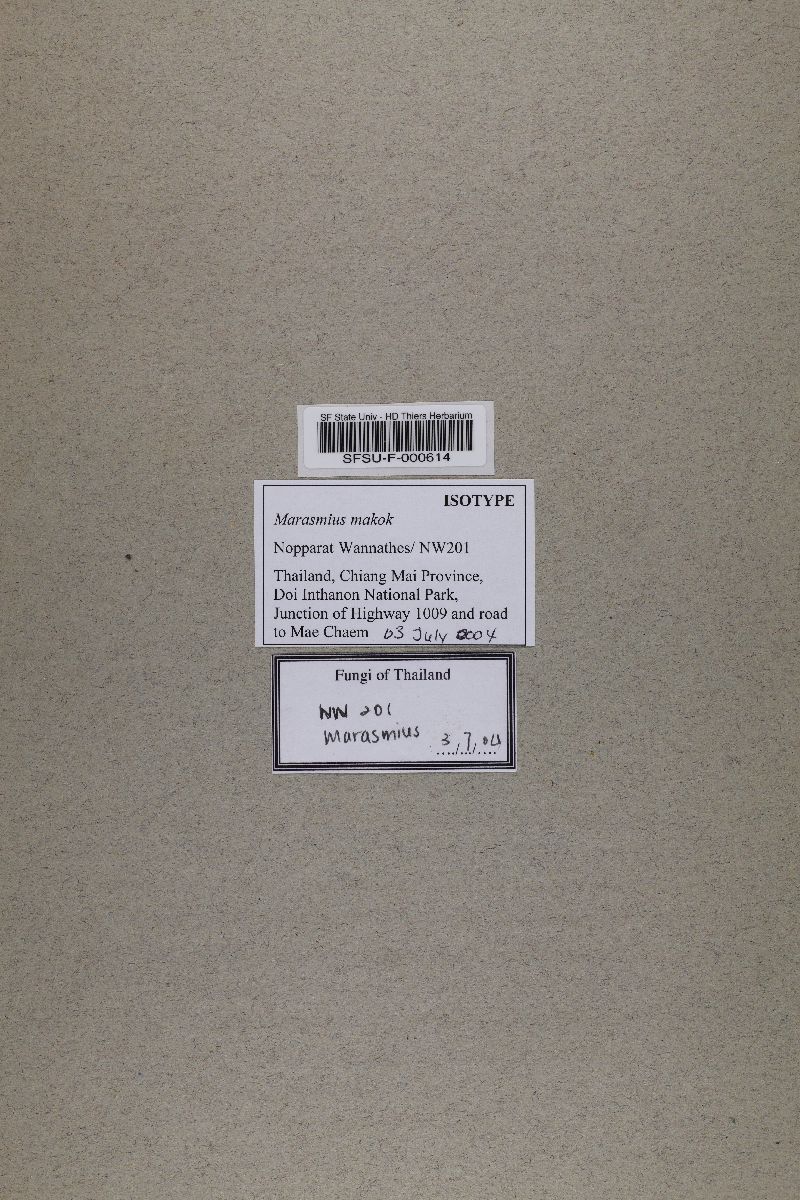 SF State Univ - HD Thiers Herbarium
SFSU-F-000614
ISOTYPE
Marasmius makok
Nopparat Wannathes/ NW201
Thailand, Chiang Mai Province,
Doi Inthanon National Park,
Junction of Highway 1009 and road
to Mae Chaem 03 July 2004
Fungi of Thailand
NW 201
Marasmius
3/7/04